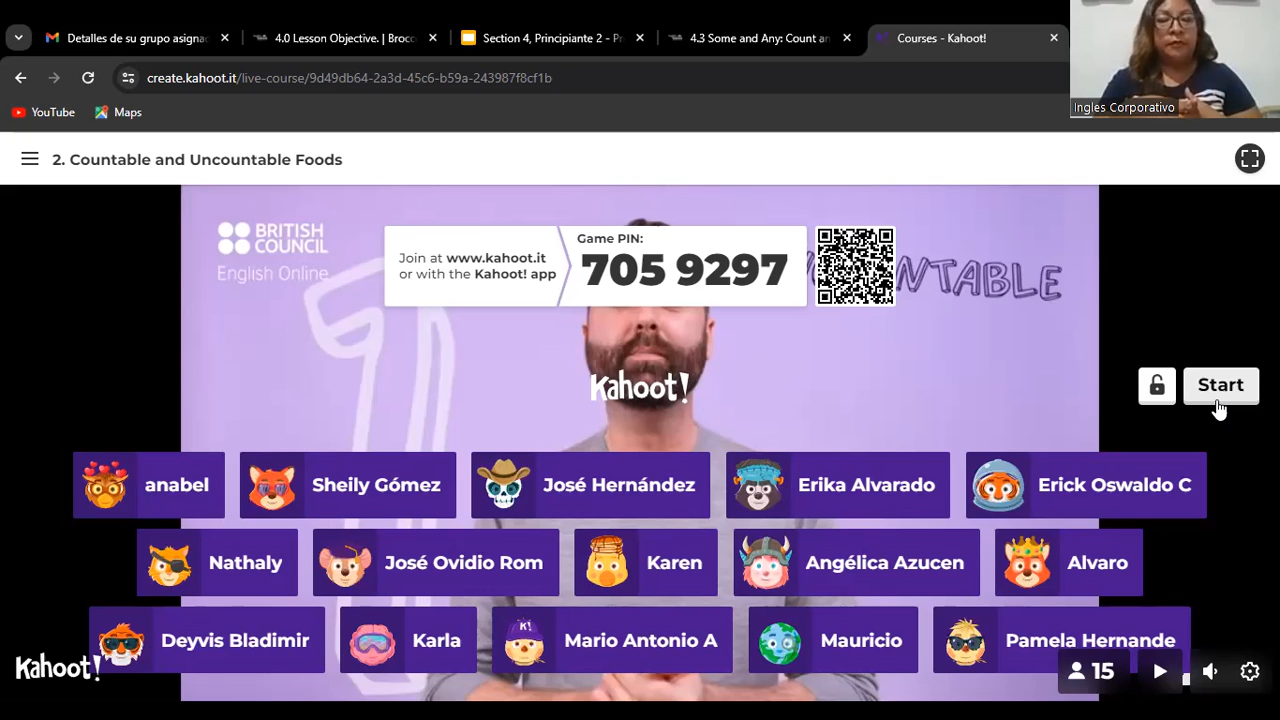 Detalles de su grupo asigna
4.0 Lesson Objective. | Brocc
Section 4, Principiante 2 - Pr
4.3 Some and Any: Count an
Courses - Kahoot!
create.kahoot.it/live-course/9d49db64-2a3d-45c6-b59a-243987f8cf1b
YouTube
Maps
Ingles Corporativo
2. Countable and Uncountable Foods
BRITISH
COUNCIL
English Online
Join at www.kahoot.it
or with the Kahoot! app
Game PIN:
705 9297
NTABLE
Kahoot!
Start
anabel
Sheily Gómez
José Hernández
Erika Alvarado
Erick Oswaldo C
Nathaly
José Ovidio Rom
Karen
Angélica Azucen
Alvaro
Deyvis Bladimir
Karla
Mario Antonio A
Mauricio
Pamela Hernande
Kahoot!
15